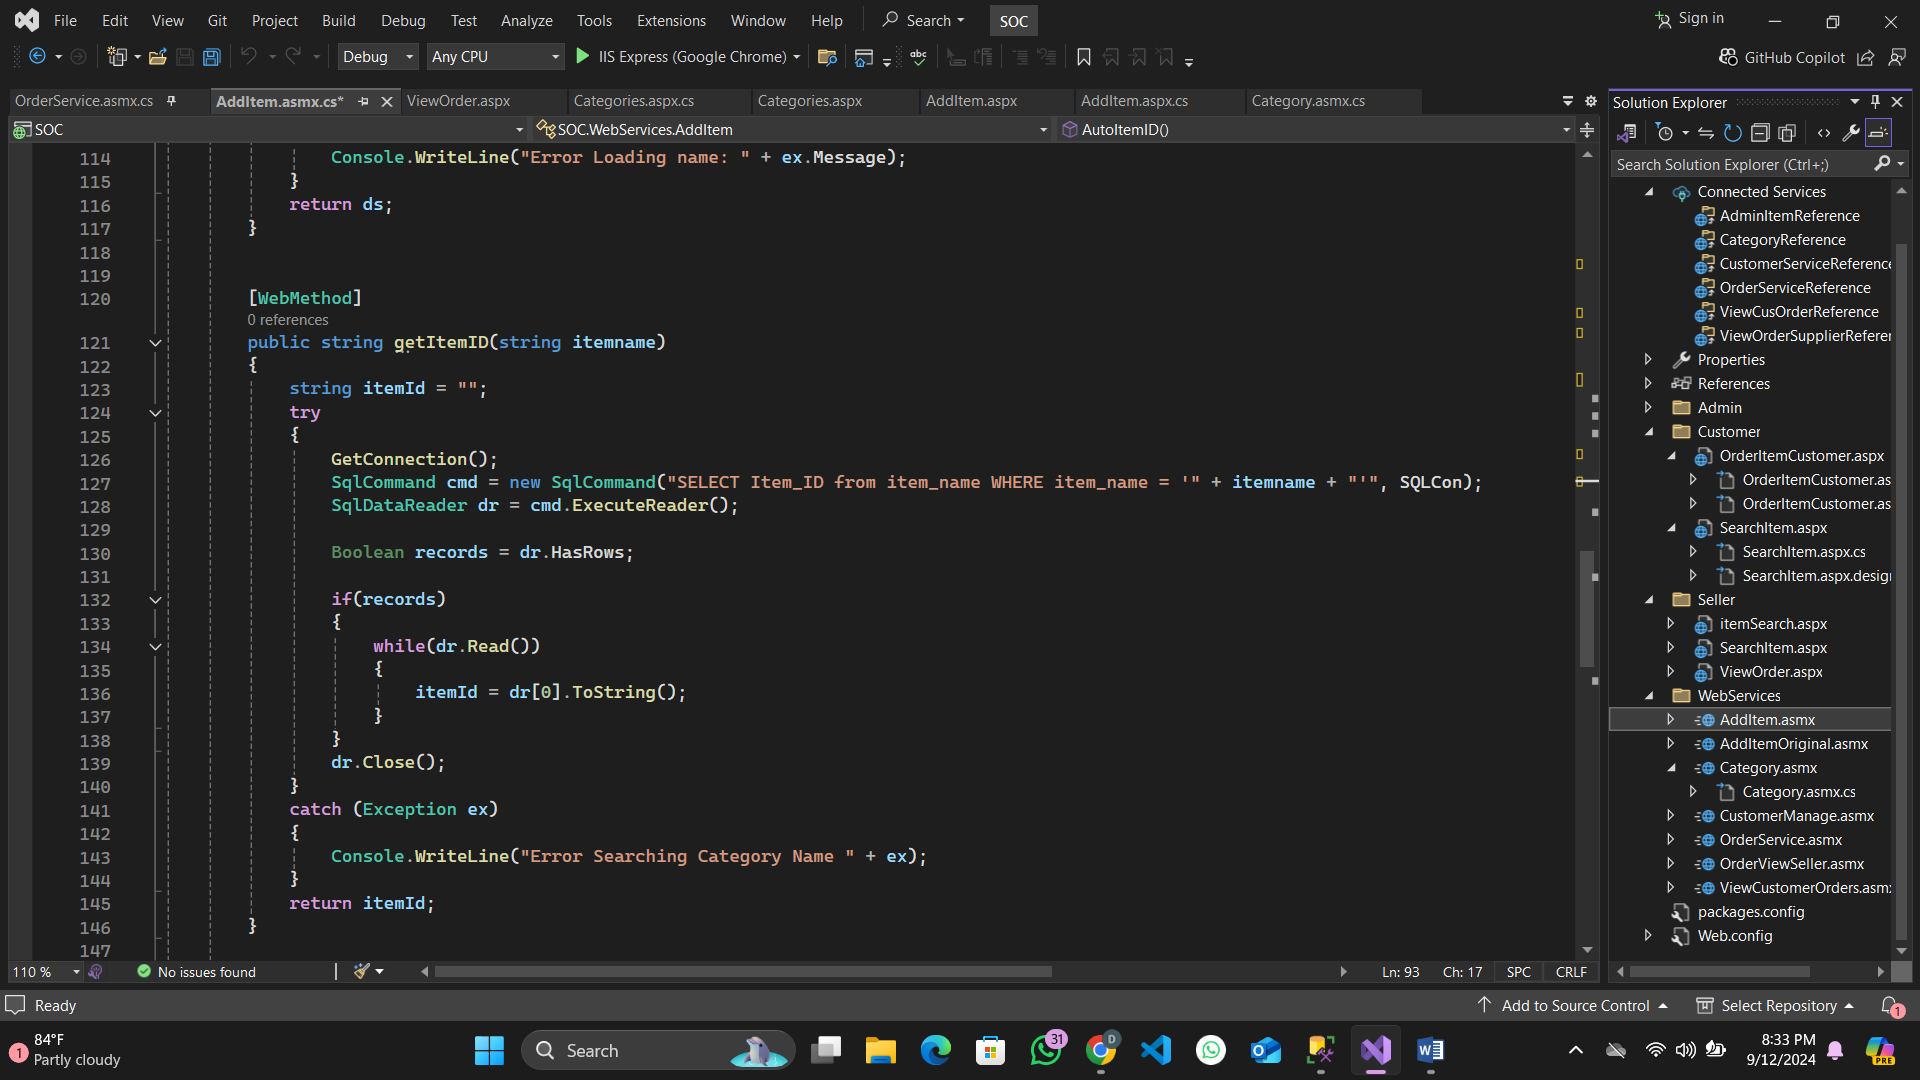 File Edit View Git Project Build Debug Test Analyze Tools Extensions Window Help Search SOC Sign in
Debug Any CPU IIS Express (Google Chrome) abc GitHub Copilot
OrderService.asmx.cs AddItem.asmx.cs* ViewOrder.aspx Categories.aspx.cs Categories.aspx AddItem.aspx AddItem.aspx.cs Category.asmx.cs
SOC SOC.WebServices.AddItem AutoItemID()
114 Console.WriteLine("Error Loading name: " + ex.Message);
115 }
116 return ds;
117 }
118
119
120 [WebMethod]
0 references
121 public string getItemID(string itemname)
122 {
123 string itemId = "";
124 try
125 {
126 GetConnection();
127 SqlCommand cmd = new SqlCommand("SELECT Item_ID from item_name WHERE item_name = '" + itemname + "'", SQLCon);
128 SqlDataReader dr = cmd.ExecuteReader();
129
130 Boolean records = dr.HasRows;
131
132 if(records)
133 {
134 while(dr.Read())
135 {
136 itemId = dr[0].ToString();
137 }
138 }
139 dr.Close();
140 }
141 catch (Exception ex)
142 {
143 Console.WriteLine("Error Searching Category Name " + ex);
144 }
145 return itemId;
146 }
147
110 % No issues found Ln: 93 Ch: 17 SPC CRLF
Solution Explorer
Search Solution Explorer (Ctrl+;)
Connected Services
AdminItemReference
CategoryReference
CustomerServiceReference
OrderServiceReference
ViewCusOrderReference
ViewOrderSupplierRefere
Properties
References
Admin
Customer
OrderItemCustomer.aspx
OrderItemCustomer.as
OrderItemCustomer.as
SearchItem.aspx
SearchItem.aspx.cs
SearchItem.aspx.desig
Seller
itemSearch.aspx
SearchItem.aspx
ViewOrder.aspx
WebServices
AddItem.asmx
AddItemOriginal.asmx
Category.asmx
Category.asmx.cs
CustomerManage.asmx
OrderService.asmx
OrderViewSeller.asmx
ViewCustomerOrders.asm
packages.config
Web.config
Ready Add to Source Control Select Repository 1
1 84°F Search 31 D 8:33 PM
Partly cloudy 9/12/2024 PRE